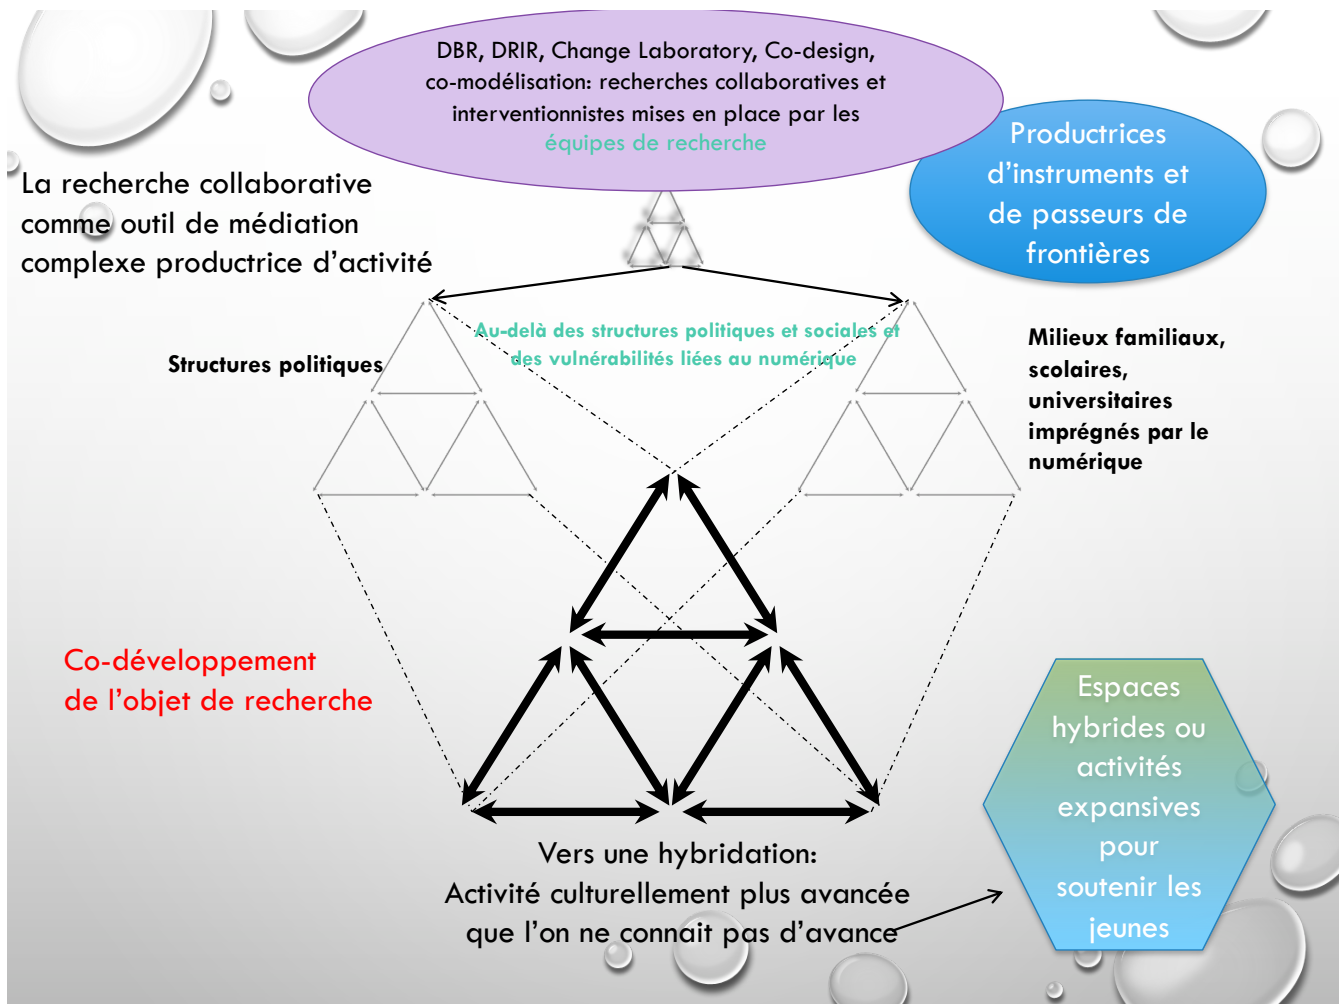 DBR, DRIR, Change Laboratory, Co-design,
co-modélisation: recherches collaboratives et
interventionnistes mises en place par les
équipes de recherche
Productrices
d'instruments et
de passeurs de
frontières
La recherche collaborative
comme outil de médiation
complexe productrice d'activité
Au-delà des structures politiques et sociales et
des vulnérabilités liées au numérique
Structures politiques
Milieux familiaux,
scolaires,
universitaires
imprégnés par le
numérique
Co-développement
de l'objet de recherche
Espaces
hybrides ou
activités
expansives
pour
soutenir les
jeunes
Vers une hybridation:
Activité culturellement plus avancée
que l'on ne connait pas d'avance